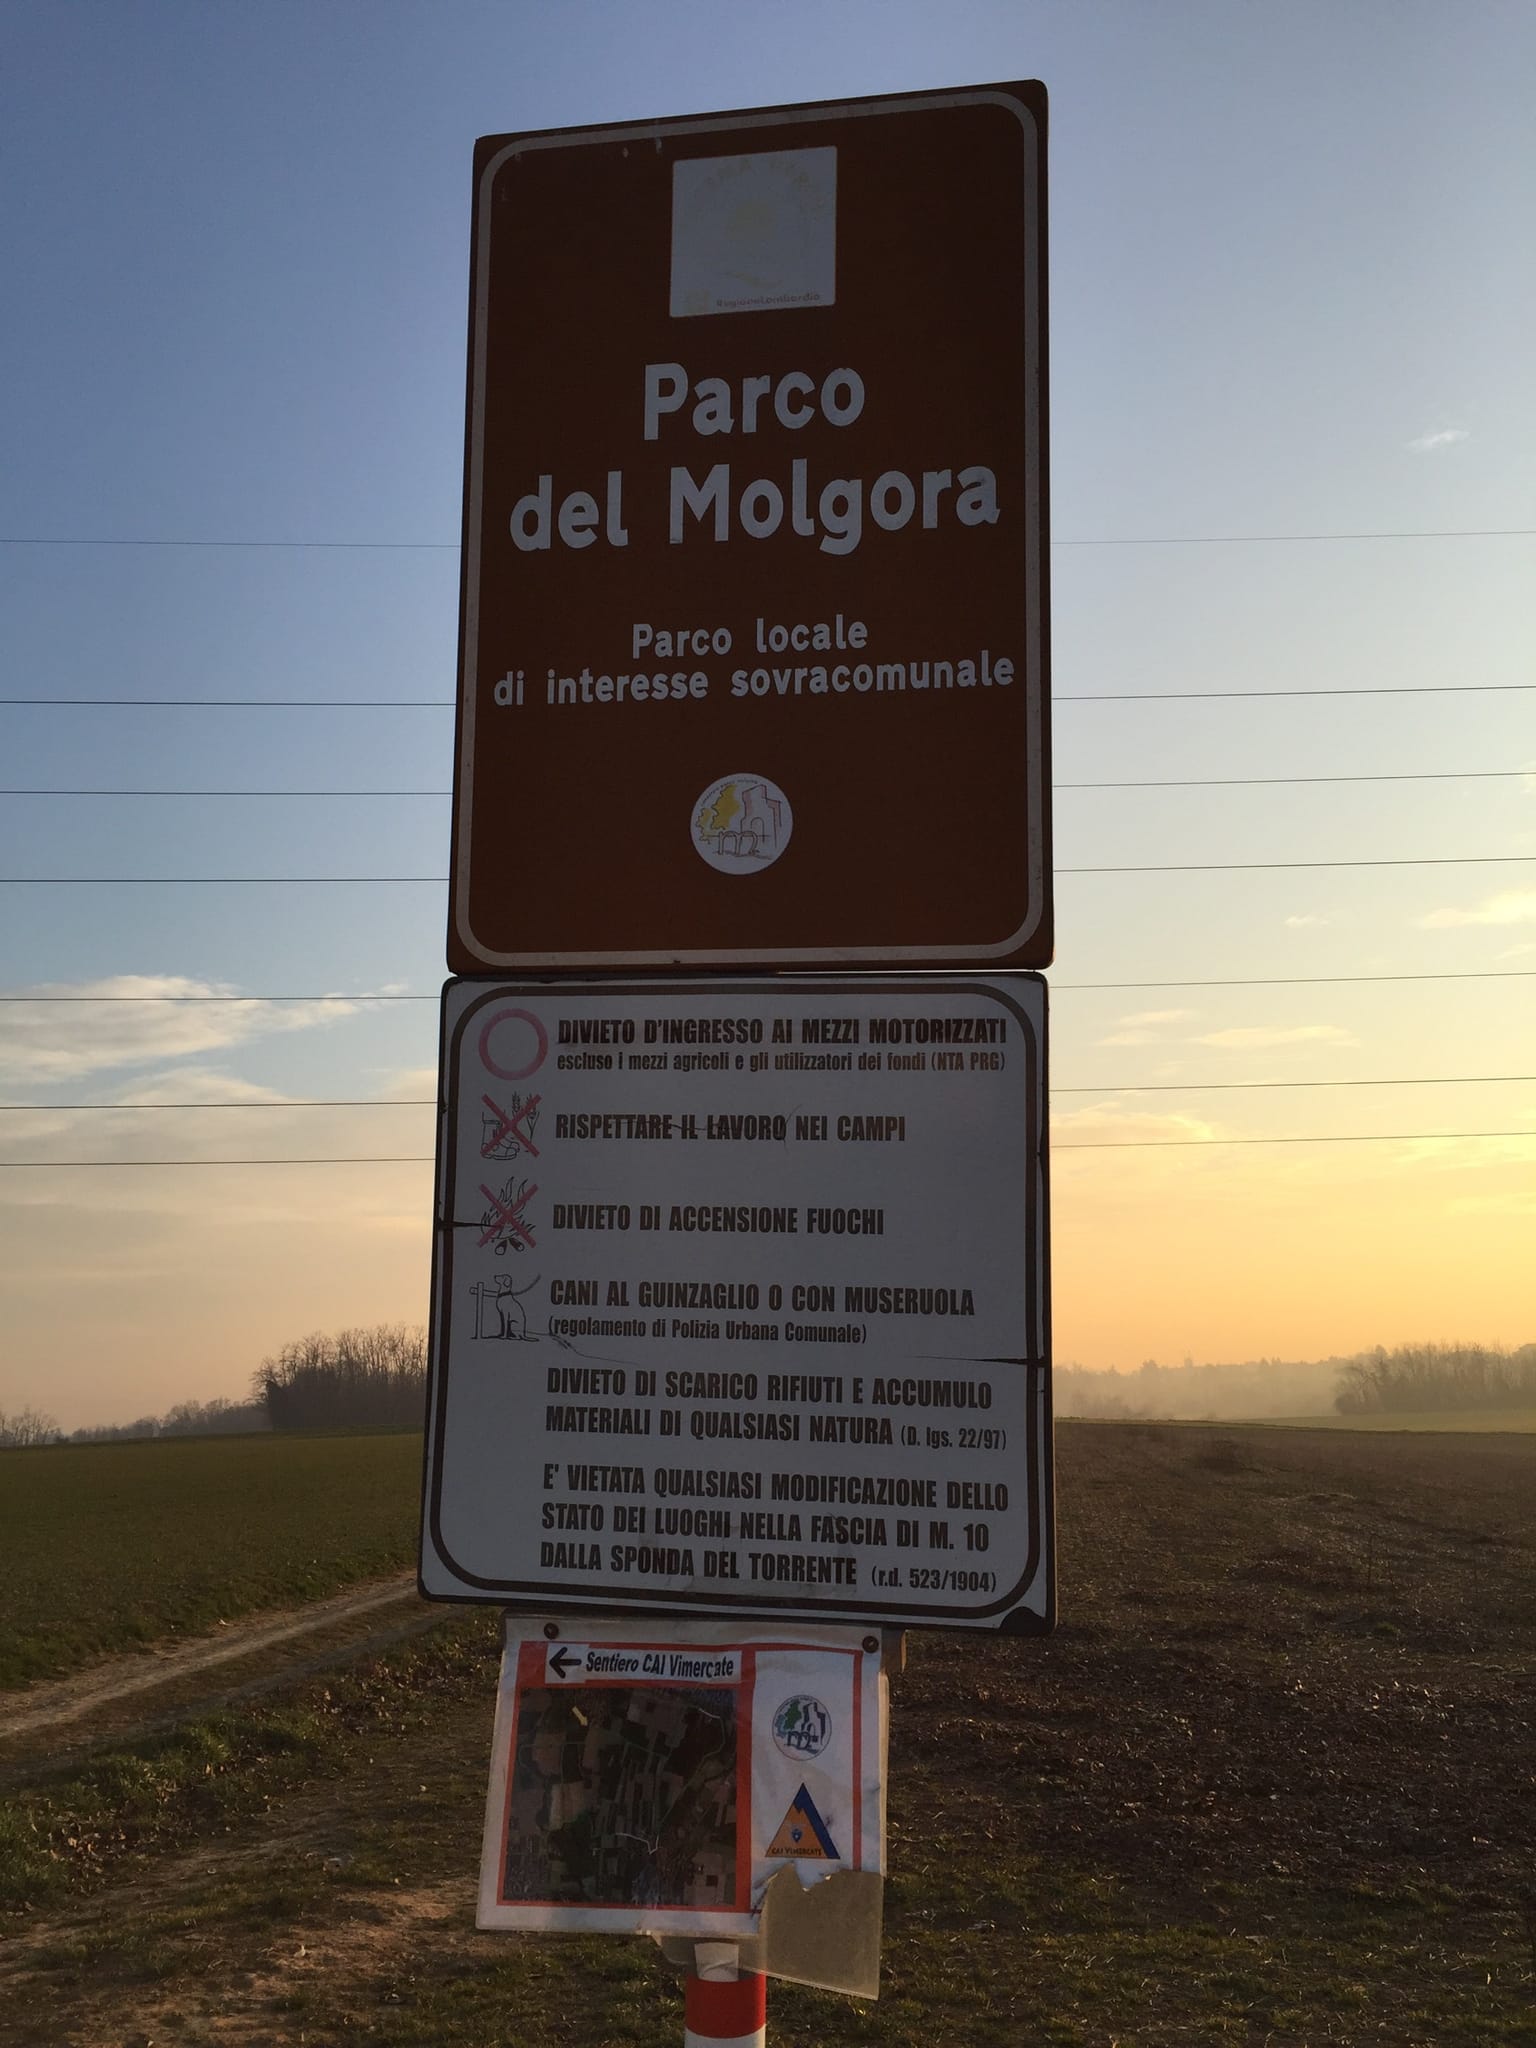 RegioneLombardia
Parco
del Molgora
Parco locale
di interesse sovracomunale
DIVIETO D'INGRESSO AI MEZZI MOTORIZZATI
escluso i mezzi agricoli e gli utilizzatori dei fondi (NTA PRG)
RISPETTARE IL LAVORO NEI CAMPI
DIVIETO DI ACCENSIONE FUOCHI
CANI AL GUINZAGLIO O CON MUSERUOLA
(regolamento di Polizia Urbana Comunale)
DIVIETO DI SCARICO RIFIUTI E ACCUMULO
MATERIALI DI QUALSIASI NATURA (D. lgs. 22/97)
E' VIETATA QUALSIASI MODIFICAZIONE DELLO
STATO DEI LUOGHI NELLA FASCIA DI M. 10
DALLA SPONDA DEL TORRENTE (r.d. 523/1904)
Sentiero CAI Vimercate
CAI VIMERCATE